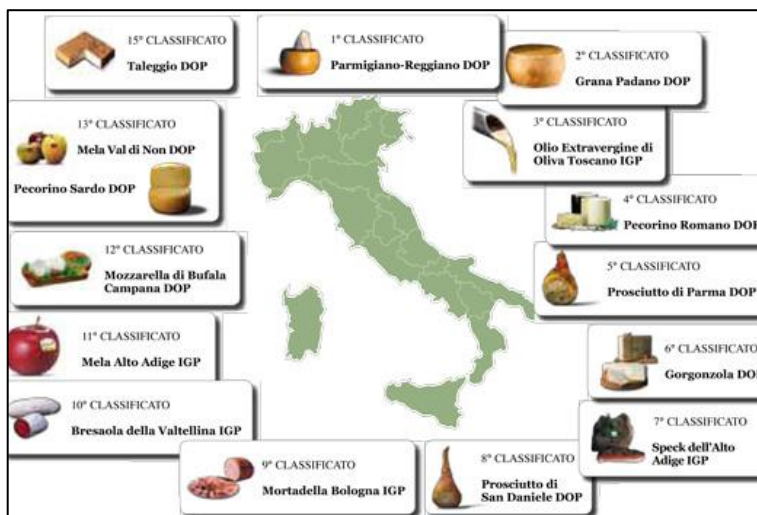 15° CLASSIFICATO
Taleggio DOP
1° CLASSIFICATO
Parmigiano-Reggiano DOP
2° CLASSIFICATO
Grana Padano DOP
13° CLASSIFICATO
Mela Val di Non DOP
Pecorino Sardo DOP
3° CLASSIFICATO
Olio Extravergine di
Oliva Toscano IGP
4° CLASSIFICATO
Pecorino Romano DOP
12° CLASSIFICATO
Mozzarella di Bufala
Campana DOP
5° CLASSIFICATO
Prosciutto di Parma DOP
11° CLASSIFICATO
Mela Alto Adige IGP
6° CLASSIFICATO
Gorgonzola DO
10° CLASSIFICATO
Bresaola della Valtellina IGP
7° CLASSIFICATO
Speck dell'Alto
Adige IGP
9° CLASSIFICATO
Mortadella Bologna IGP
8° CLASSIFICATO
Prosciutto di
San Daniele DOP